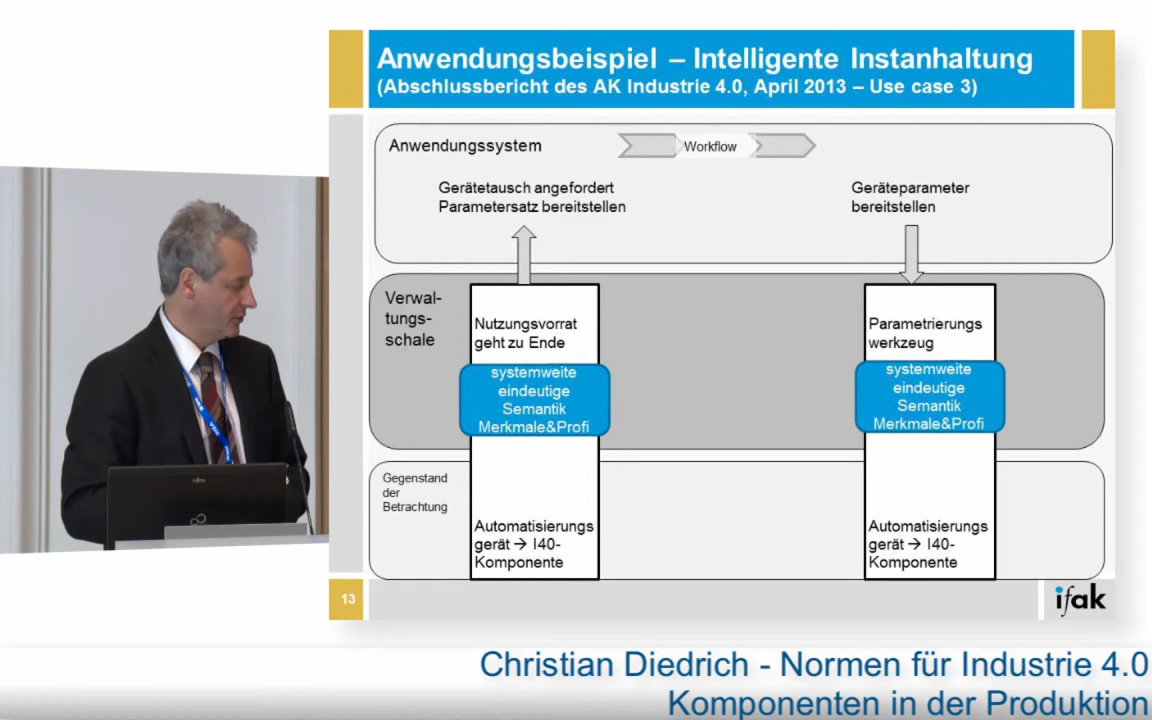 Anwendungsbeispiel – Intelligente Instanhaltung
(Abschlussbericht des AK Industrie 4.0, April 2013 – Use case 3)
Anwendungssystem
Workflow
Gerätetausch angefordert
Parametersatz bereitstellen
Geräteparameter
bereitstellen
Verwal-
tungs-
schale
Nutzungsvorrat
geht zu Ende
Parametrierungs
werkzeug
systemweite
eindeutige
Semantik
Merkmale&Profi
systemweite
eindeutige
Semantik
Merkmale&Profi
Gegenstand
der
Betrachtung
Automatisierungs
gerät → I40-
Komponente
Automatisierungs
gerät → I40-
Komponente
13
ifak
Christian Diedrich - Normen für Industrie 4.0
Komponenten in der Produktion